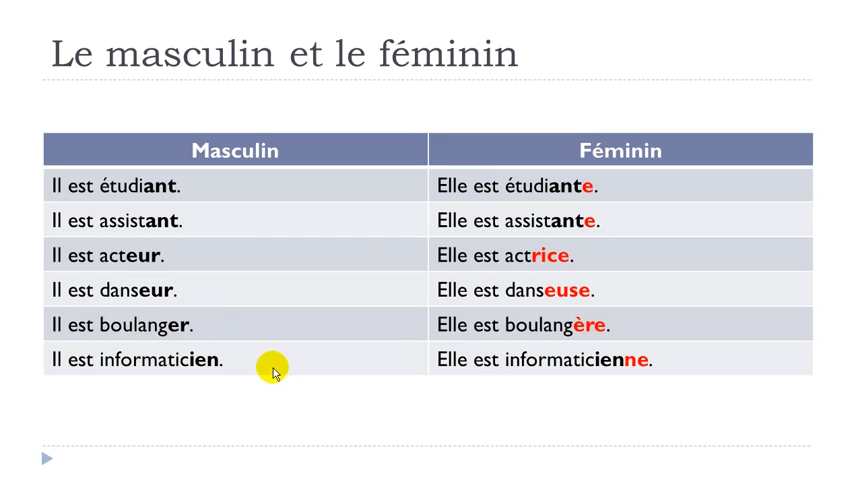 Le masculin et le féminin
Masculin Féminin
Il est étudiant. Elle est étudiante.
Il est assistant. Elle est assistante.
Il est acteur. Elle est actrice.
Il est danseur. Elle est danseuse.
Il est boulanger. Elle est boulangère.
Il est informaticien. Elle est informaticienne.